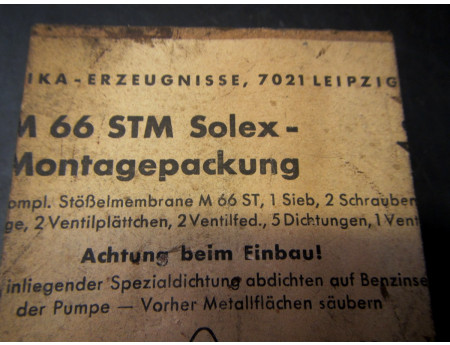 IKA-ERZEUGNISSE, 7021 LEIPZIG
M 66 STM Solex-
Montagepackung
ompl. Stößelmembrane M 66 ST, 1 Sieb, 2 Schrauben
ge, 2 Ventilplättchen, 2 Ventilfed., 5 Dichtungen, 1 Vent
Achtung beim Einbau!
inliegender Spezialdichtung abdichten auf Benzinse
der Pumpe — Vorher Metallflächen säubern